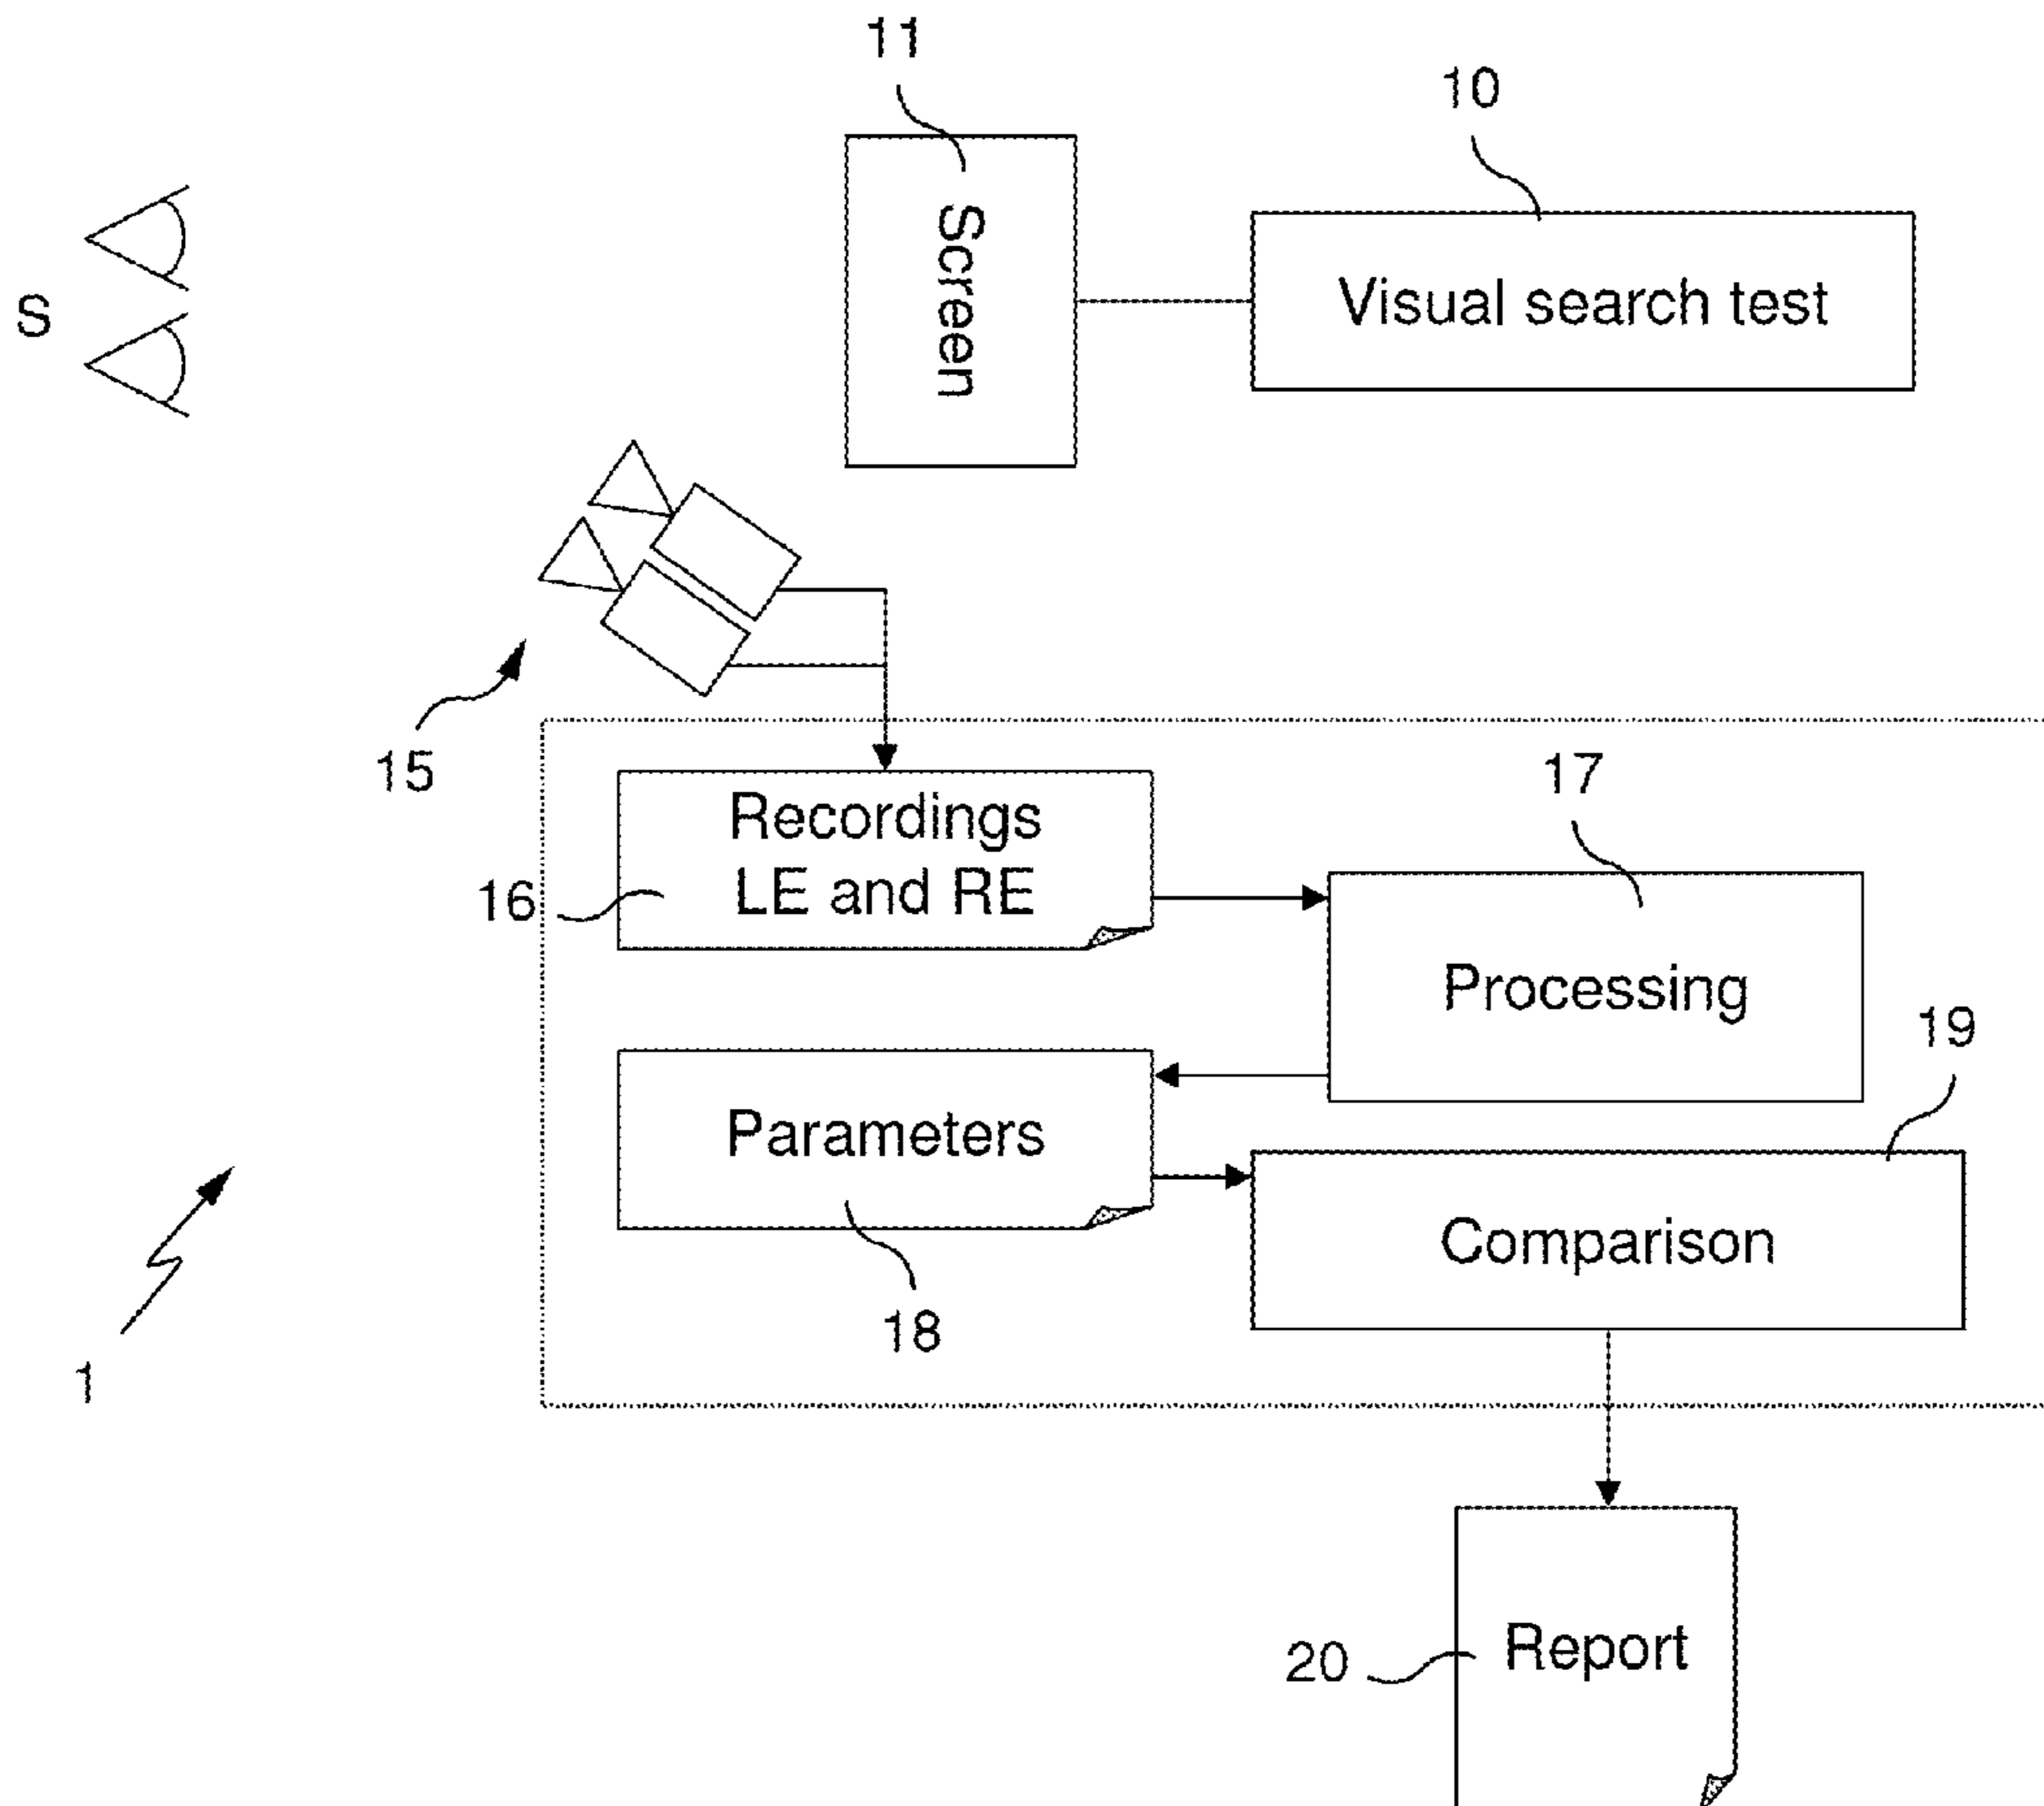 11
10
Screen
Visual search test
S
15
17
Recordings
LE and RE
16
Processing
19
Parameters
Comparison
18
1
20
Report